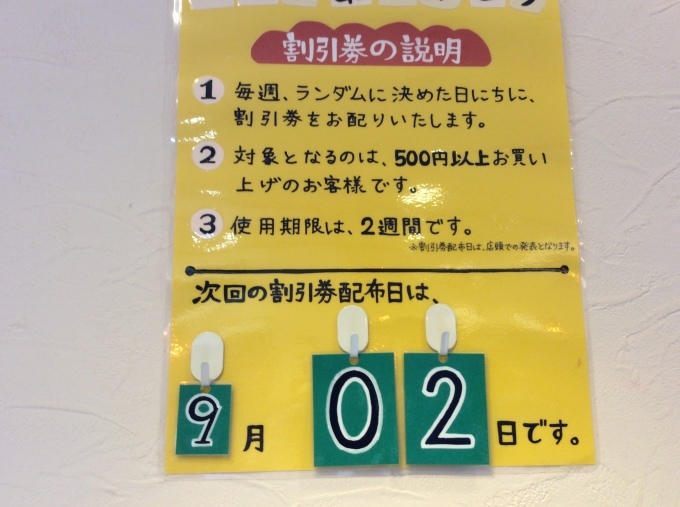 割引券の説明
1 毎週、ランダムに決めた日にちに、
割引券をお配りいたします。
2 対象となるのは、500円以上お買い
上げのお客様です。
3 使用期限は、2週間です。
※割引券配布日は、店頭での発表となります。
次回の割引券配布日は、
9月02日です。